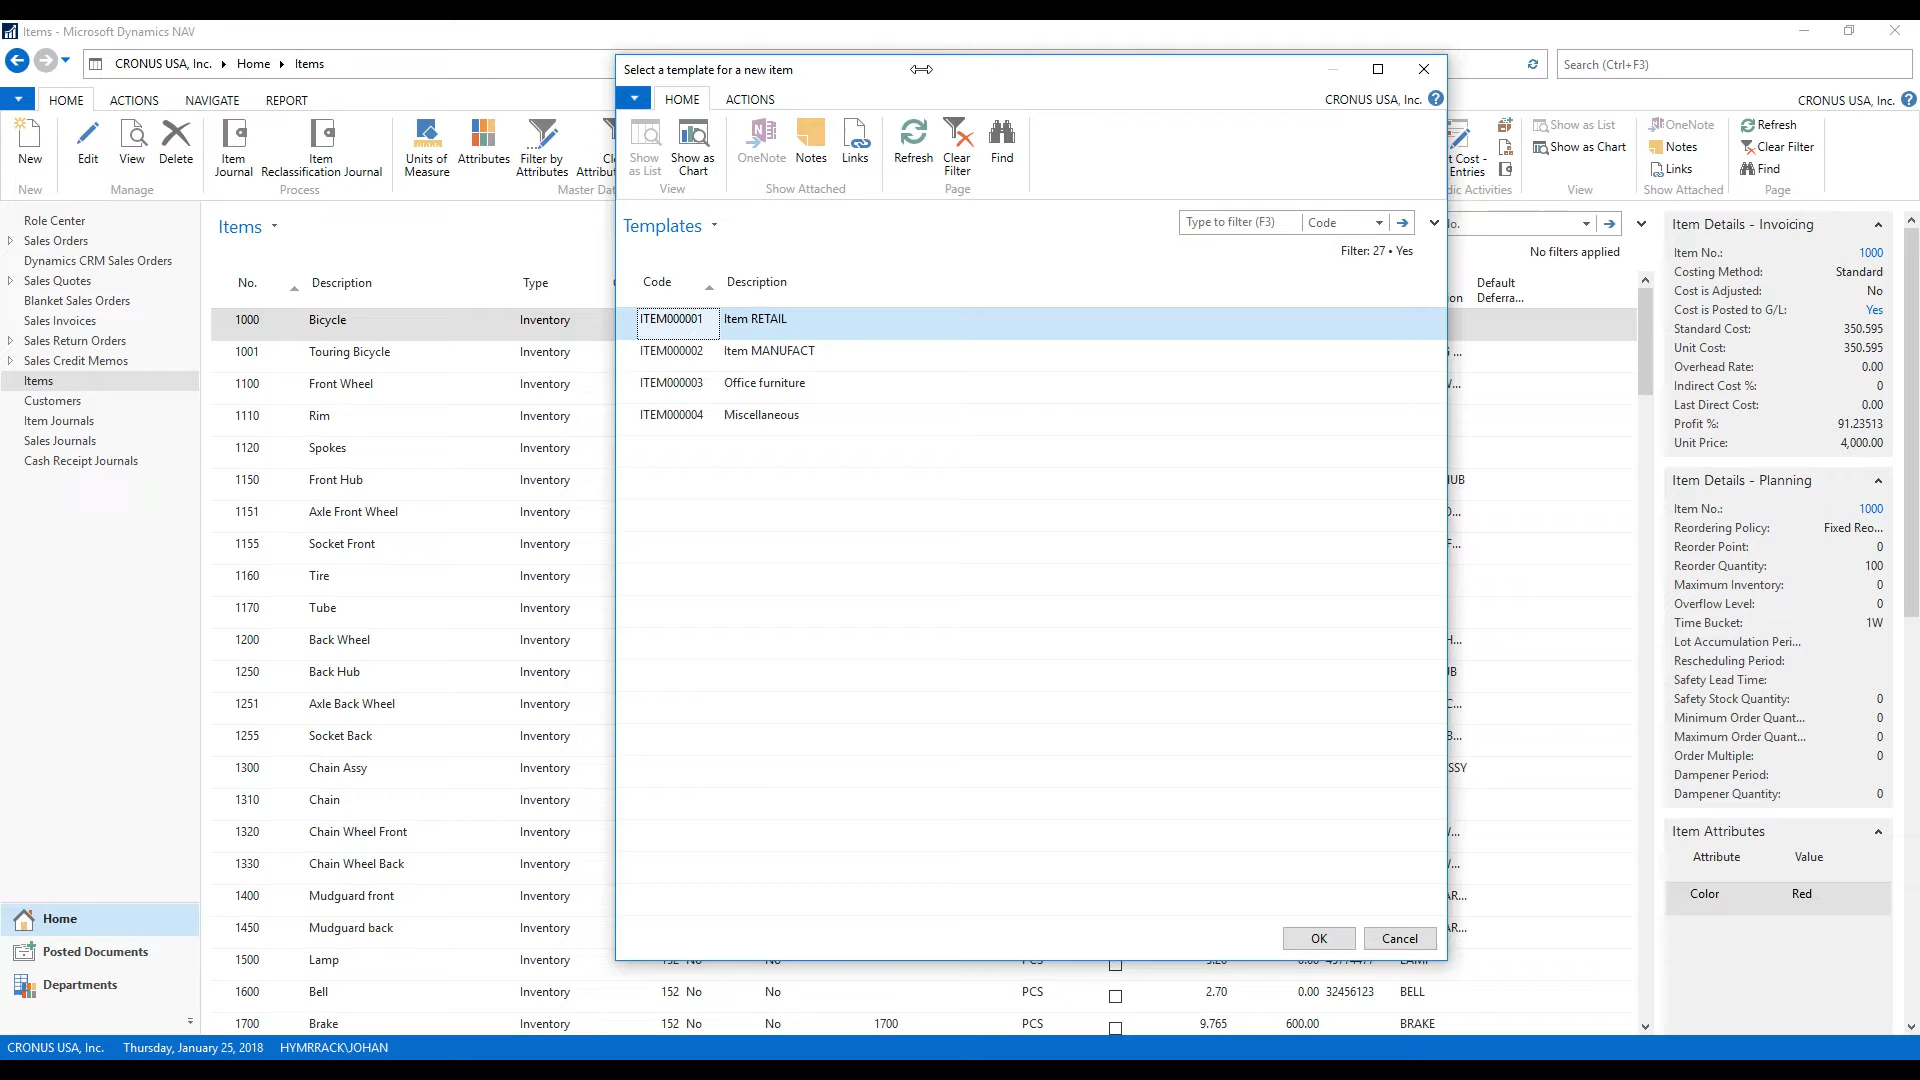 Items - Microsoft Dynamics NAV
CRONUS USA, Inc. Home Items
Search (Ctrl+F3)
HOME ACTIONS NAVIGATE REPORT
CRONUS USA, Inc.
New
Edit
View
Delete
Item Journal
Item Reclassification Journal
Units of Measure
Attributes
Filter by Attributes
New
Manage
Process
Show as List
Show as Chart
OneNote
Notes
Links
Refresh
Clear Filter
Find
View
Show Attached
Page
Role Center
Sales Orders
Dynamics CRM Sales Orders
Sales Quotes
Blanket Sales Orders
Sales Invoices
Sales Return Orders
Sales Credit Memos
Items
Customers
Item Journals
Sales Journals
Cash Receipt Journals
Home
Posted Documents
Departments
Items
No filters applied
No. Description Type
Default Deferra...
1000 Bicycle Inventory
1001 Touring Bicycle Inventory
1100 Front Wheel Inventory
1110 Rim Inventory
1120 Spokes Inventory
1150 Front Hub Inventory
1151 Axle Front Wheel Inventory
1155 Socket Front Inventory
1160 Tire Inventory
1170 Tube Inventory
1200 Back Wheel Inventory
1250 Back Hub Inventory
1251 Axle Back Wheel Inventory
1255 Socket Back Inventory
1300 Chain Assy Inventory
1310 Chain Inventory
1320 Chain Wheel Front Inventory
1330 Chain Wheel Back Inventory
1400 Mudguard front Inventory
1450 Mudguard back Inventory
1500 Lamp Inventory
1600 Bell Inventory 152 No No PCS 2.70 0.00 32456123 BELL
1700 Brake Inventory 152 No No 1700 PCS 9.765 600.00 BRAKE
Select a template for a new item
HOME ACTIONS
CRONUS USA, Inc.
Show as List
Show as Chart
OneNote
Notes
Links
Refresh
Clear Filter
Find
View
Show Attached
Page
Templates
Type to filter (F3) Code
Filter: 27 • Yes
Code Description
ITEM000001 Item RETAIL
ITEM000002 Item MANUFACT
ITEM000003 Office furniture
ITEM000004 Miscellaneous
OK Cancel
Item Details - Invoicing
Item No.: 1000
Costing Method: Standard
Cost is Adjusted: No
Cost is Posted to G/L: Yes
Standard Cost: 350.595
Unit Cost: 350.595
Overhead Rate: 0.00
Indirect Cost %: 0
Last Direct Cost: 0.00
Profit %: 91.23513
Unit Price: 4,000.00
Item Details - Planning
Item No.: 1000
Reordering Policy: Fixed Reo...
Reorder Point: 0
Reorder Quantity: 100
Maximum Inventory: 0
Overflow Level: 0
Time Bucket: 1W
Lot Accumulation Peri...
Rescheduling Period:
Safety Lead Time:
Safety Stock Quantity: 0
Minimum Order Quant... 0
Maximum Order Quant... 0
Order Multiple: 0
Dampener Period:
Dampener Quantity: 0
Item Attributes
Attribute Value
Color Red
CRONUS USA, Inc. Thursday, January 25, 2018 HYMRRACK\JOHAN